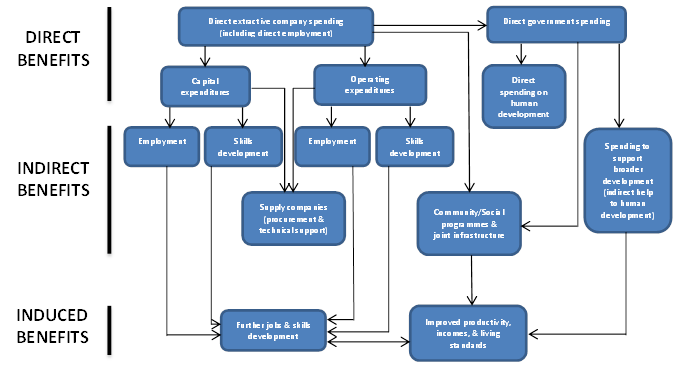 DIRECT
BENEFITS
Direct extractive company spending
(including direct employment)
Direct government spending
Capital
expenditures
Operating
expenditures
Direct
spending on
human
development
INDIRECT
BENEFITS
Employment
Skills
development
Employment
Skills
development
Spending to
support
broader
development
(indirect help
to human
development)
Supply companies
(procurement &
technical support)
Community/Social
programmes &
joint infrastructure
INDUCED
BENEFITS
Further jobs & skills
development
Improved productivity,
incomes, & living
standards